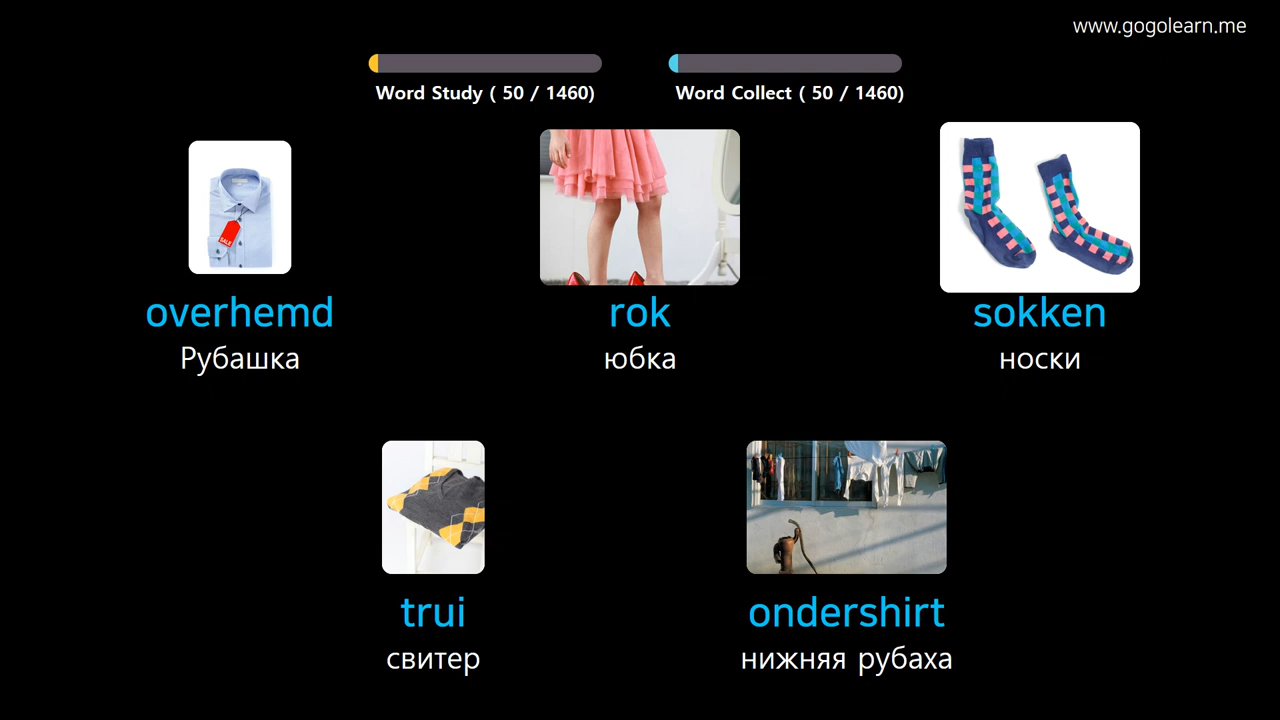 www.gogolearn.me
Word Study ( 50 / 1460)
Word Collect ( 50 / 1460)
SALE
overhemd
Рубашка
rok
юбка
sokken
носки
trui
свитер
ondershirt
нижняя рубаха